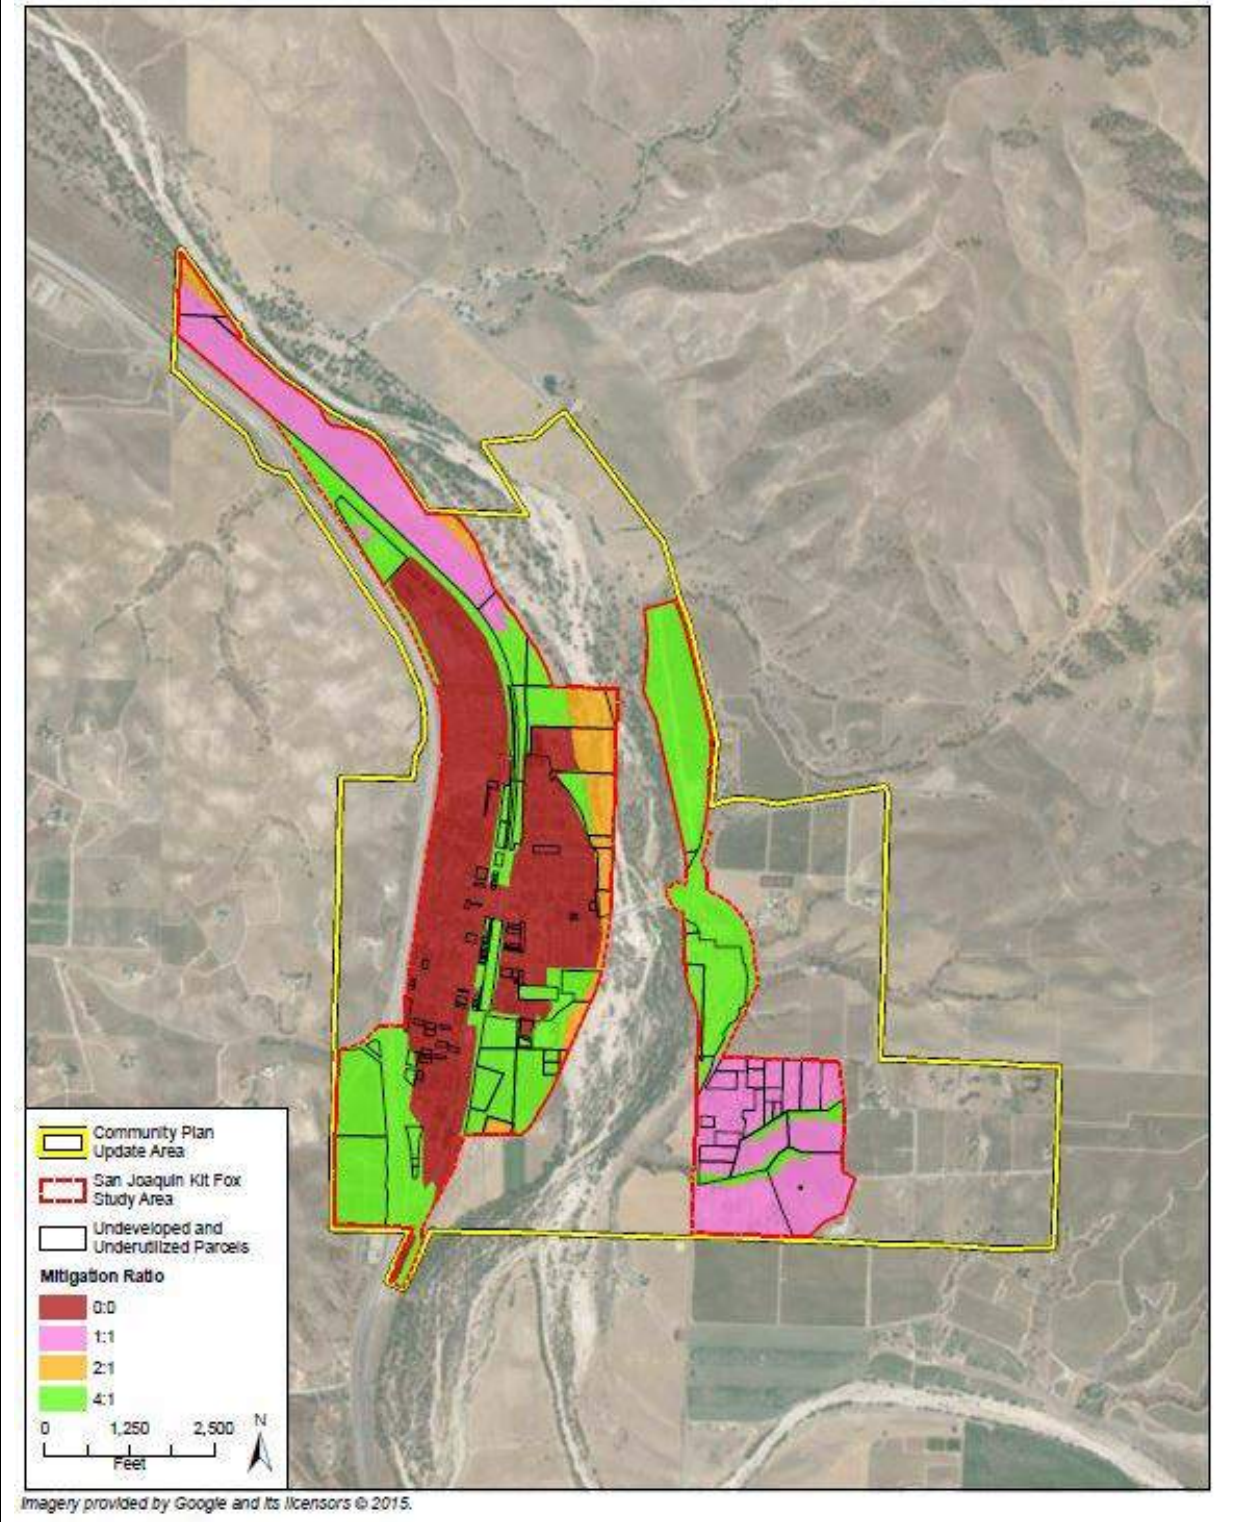 Community Plan
Update Area
San Joaquin Kit Fox
Study Area
Undeveloped and
Underutilized Parcels
Mitigation Ratio
0:0
1:1
2:1
4:1
0 1,250 2,500
Feet
N
Imagery provided by Google and its licensors © 2015.